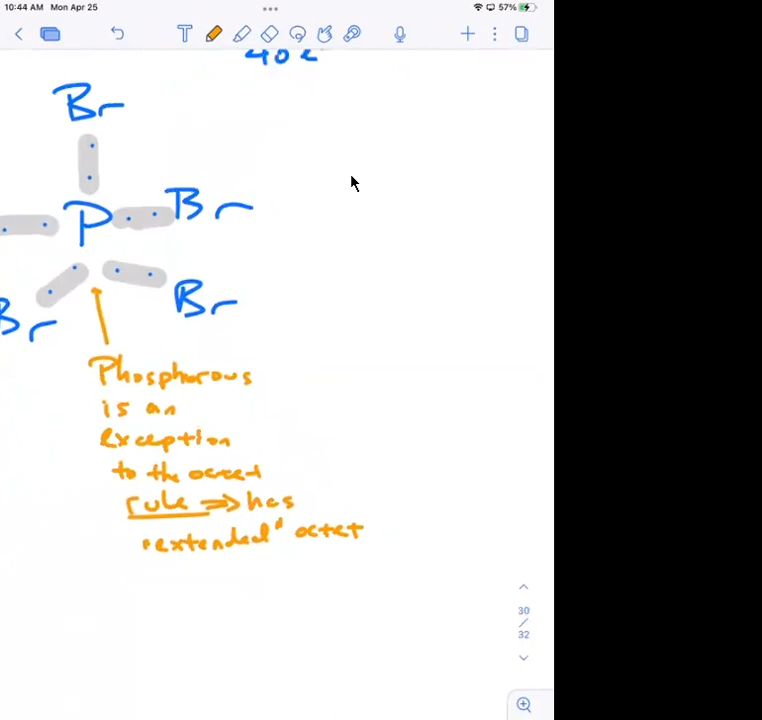 10:44 AM Mon Apr 25
57%
T
40e
Br
P Br
Br
Br
Phosphorous
is an
exception
to the octet
rule => has
"extended" octet
30
/
32